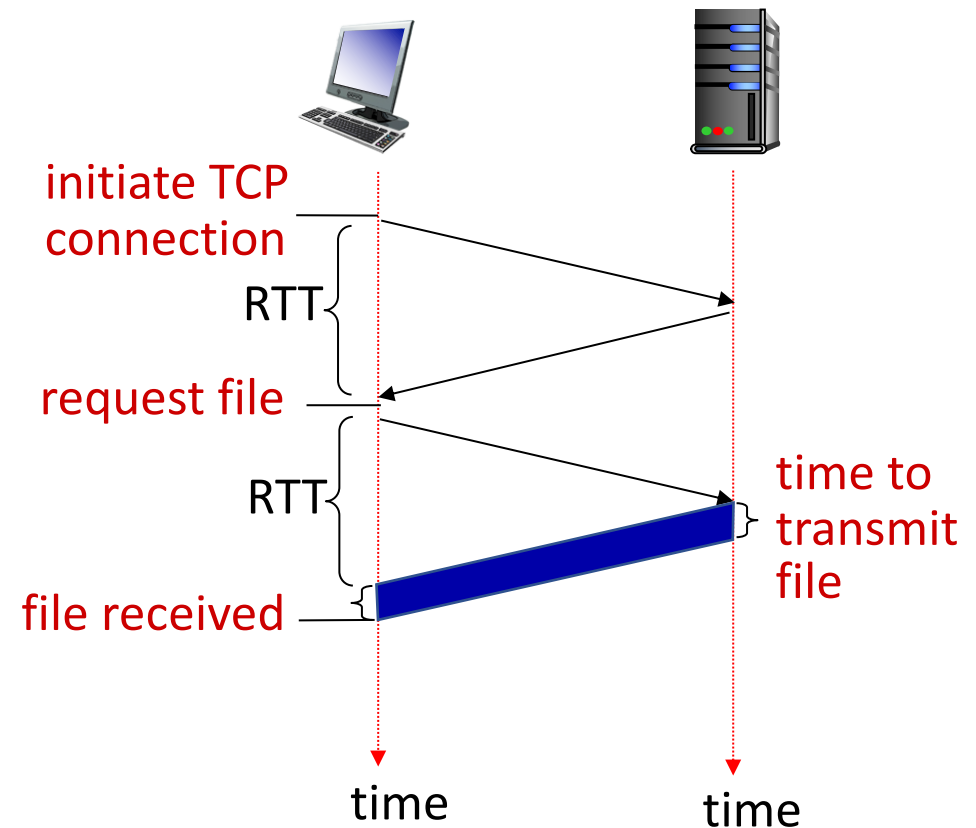 initiate TCP
connection
RTT
request file
RTT
time to
transmit
file
file received
time
time